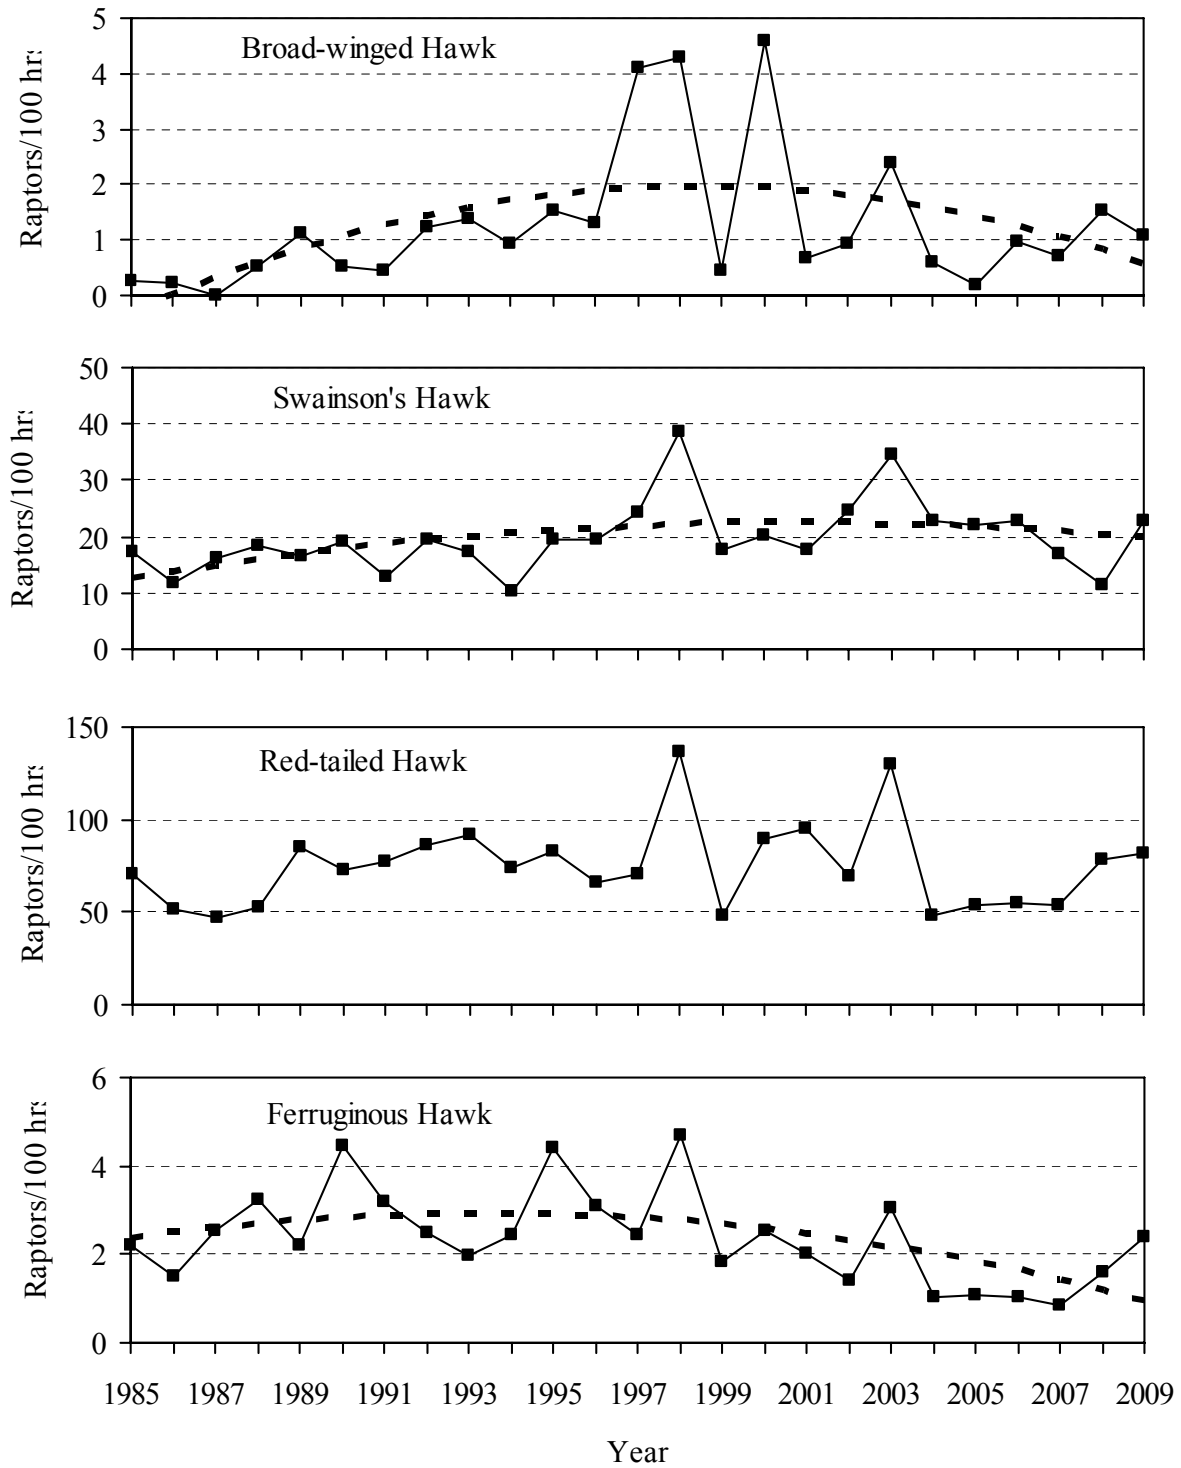 Broad-winged Hawk
Raptors/100 hrs
5
4
3
2
1
0
Swainson's Hawk
Raptors/100 hrs
50
40
30
20
10
0
Red-tailed Hawk
Raptors/100 hrs
150
100
50
0
Ferruginous Hawk
Raptors/100 hrs
6
4
2
0
1985 1987 1989 1991 1993 1995 1997 1999 2001 2003 2005 2007 2009
Year